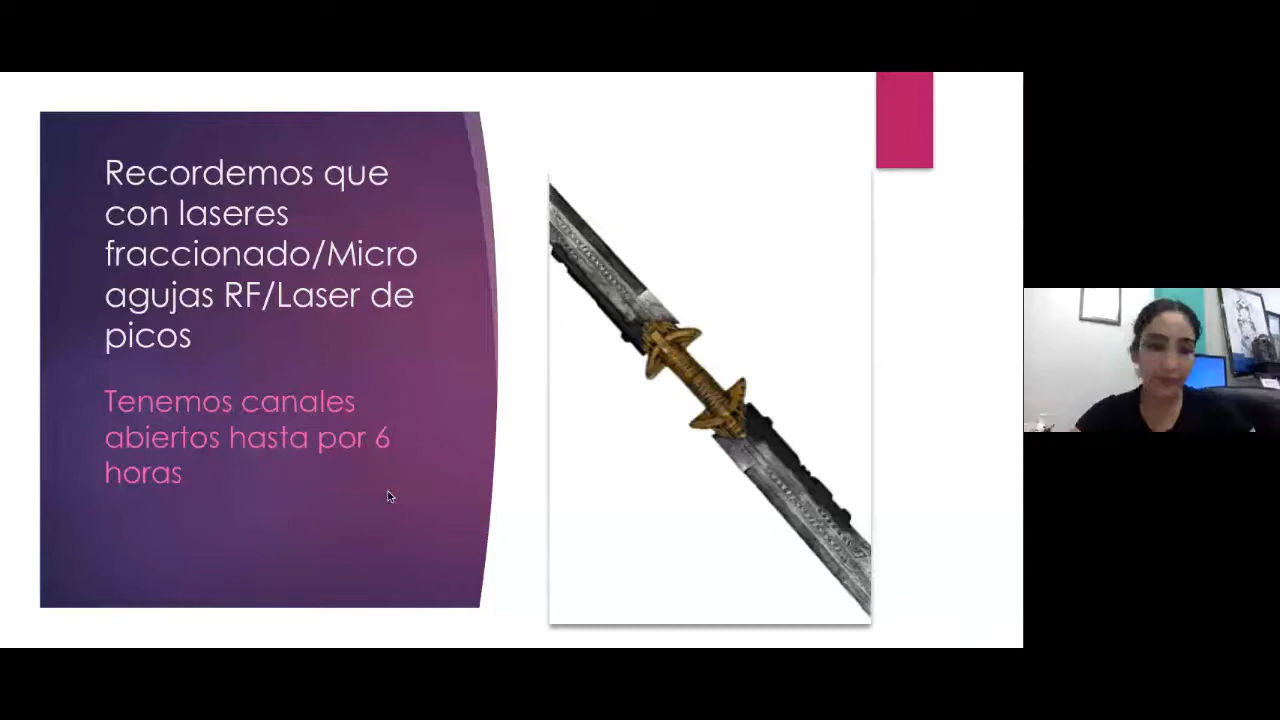 Recordemos que
con laseres
fraccionado/Micro
agujas RF/Laser de
picos
Tenemos canales
abiertos hasta por 6
horas